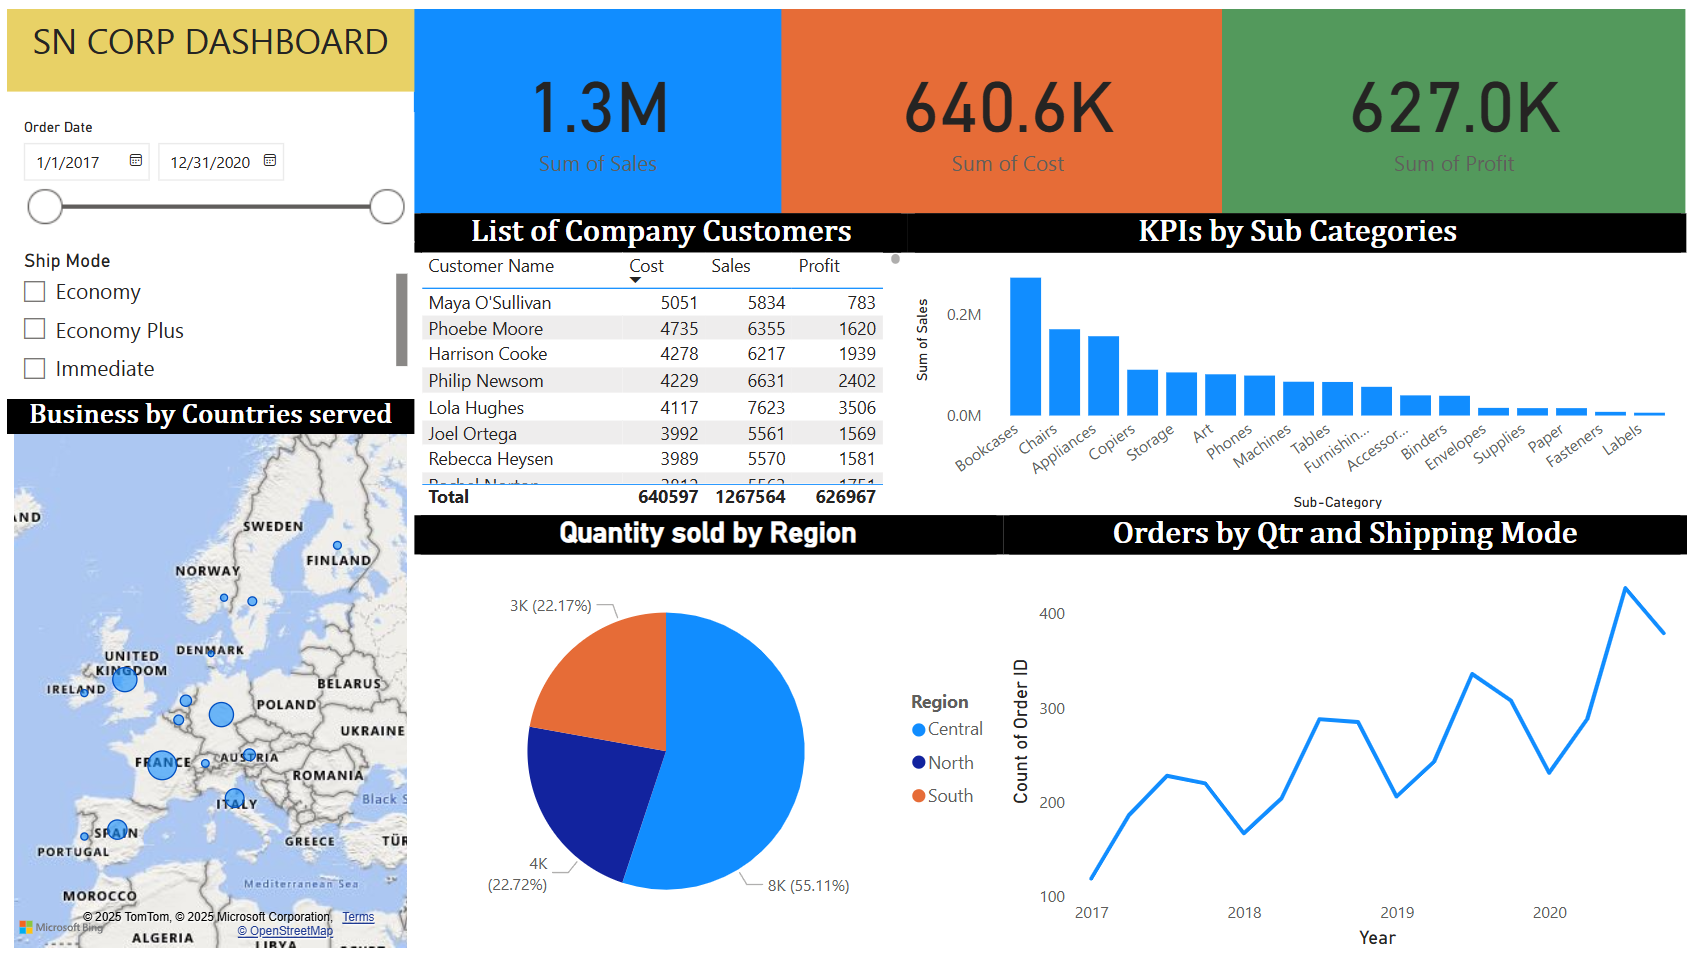 SN CORP DASHBOARD
Order Date
1/1/2017
12/31/2020
Ship Mode
Economy
Economy Plus
Immediate
1.3M
Sum of Sales
640.6K
Sum of Cost
627.0K
Sum of Profit
List of Company Customers
Customer Name Cost Sales Profit
Maya O'Sullivan 5051 5834 783
Phoebe Moore 4735 6355 1620
Harrison Cooke 4278 6217 1939
Philip Newsom 4229 6631 2402
Lola Hughes 4117 7623 3506
Joel Ortega 3992 5561 1569
Rebecca Heysen 3989 5570 1581
Total 640597 1267564 626967
KPIs by Sub Categories
Sum of Sales
0.2M
0.0M
Bookcases
Chairs
Appliances
Copiers
Storage
Art
Phones
Machines
Tables
Furnishin...
Accessor...
Binders
Envelopes
Supplies
Paper
Fasteners
Labels
Sub-Category
Business by Countries served
SWEDEN
FINLAND
NORWAY
DENMARK
UNITED
KINGDOM
IRELAND
BELARUS
POLAND
UKRAINE
FRANCE
AUSTRIA
ROMANIA
Black S
ITALY
SPAIN
PORTUGAL
GREECE
TÜR
Mediterranean Sea
MOROCCO
© 2025 TomTom, © 2025 Microsoft Corporation, Terms
Microsoft Bing
© OpenStreetMap
ALGERIA
LIBYA
Quantity sold by Region
3K (22.17%)
4K
(22.72%)
8K (55.11%)
Region
Central
North
South
Orders by Qtr and Shipping Mode
Count of Order ID
400
300
200
100
2017
2018
2019
2020
Year